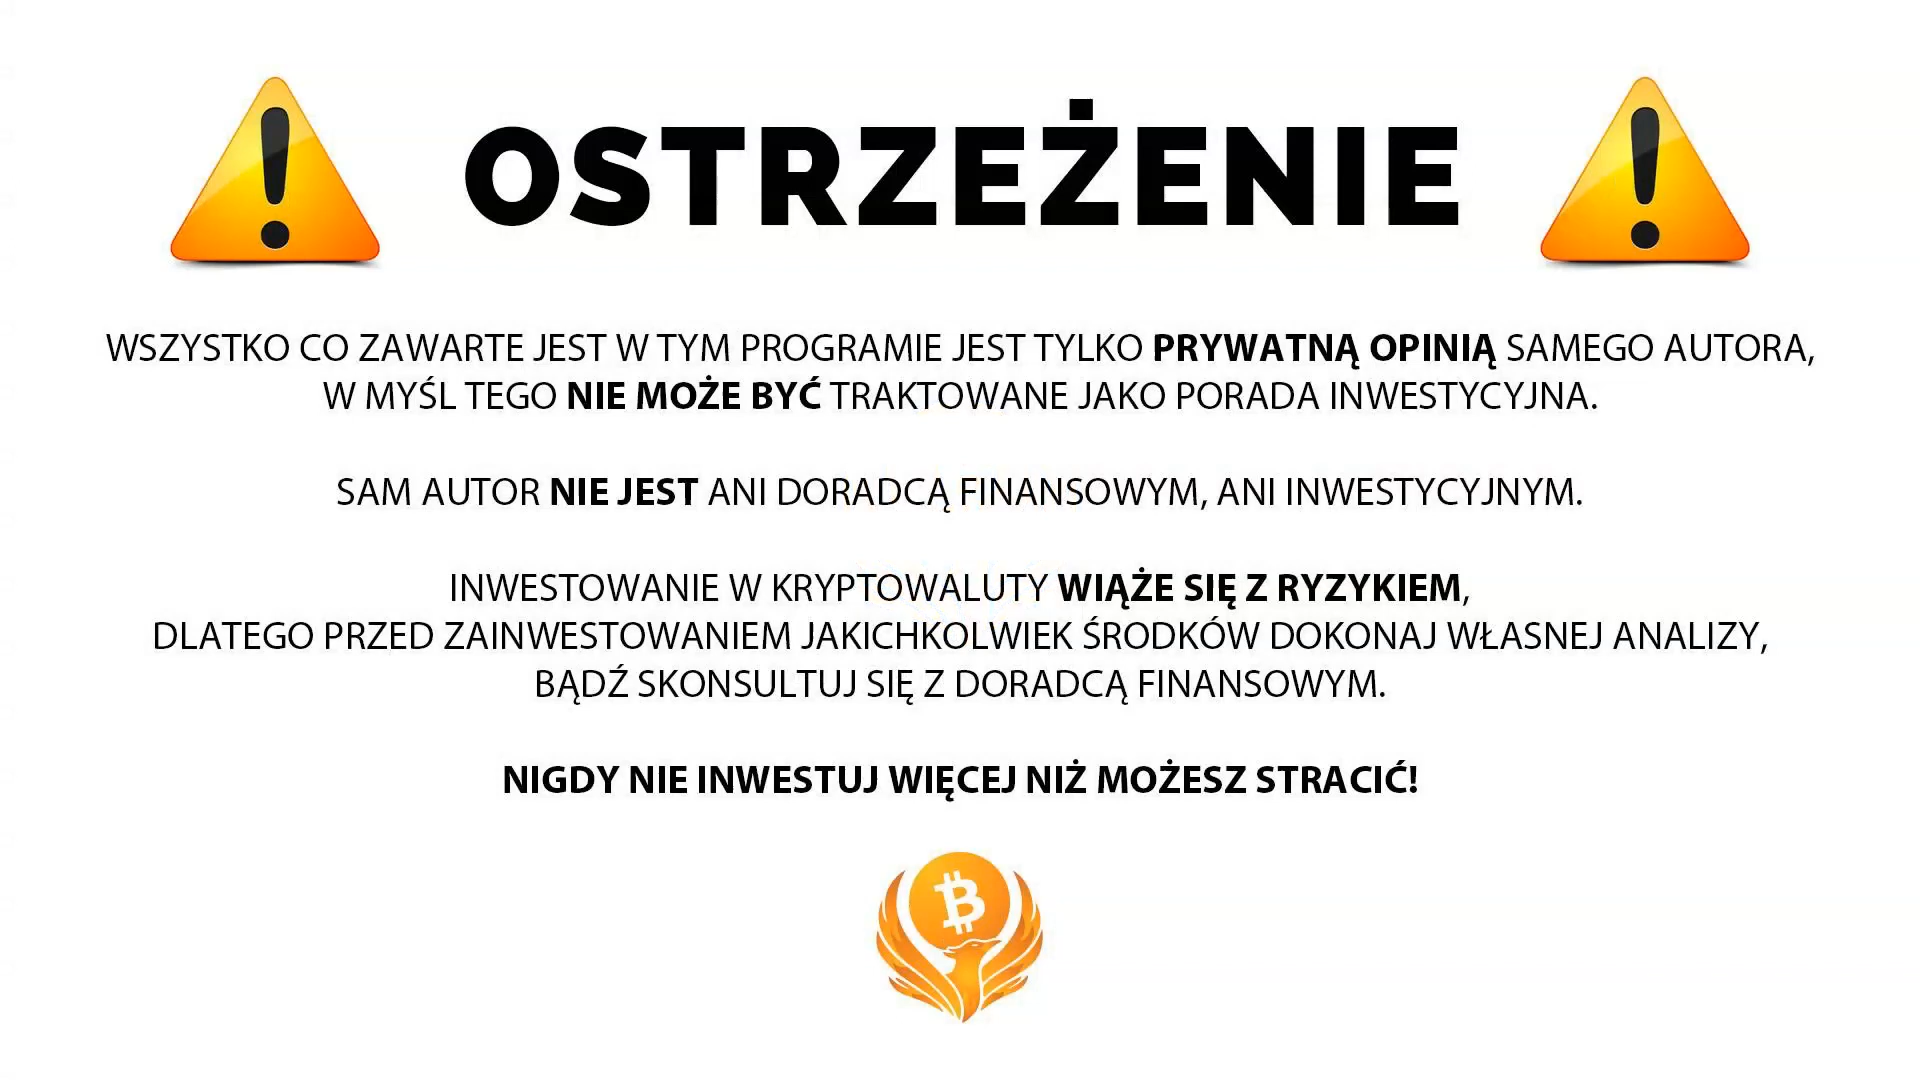 OSTRZEŻENIE
WSZYSTKO CO ZAWARTE JEST W TYM PROGRAMIE JEST TYLKO PRYWATNĄ OPINIĄ SAMEGO AUTORA,
W MYŚL TEGO NIE MOŻE BYĆ TRAKTOWANE JAKO PORADA INWESTYCYJNA.
SAM AUTOR NIE JEST ANI DORADCĄ FINANSOWYM, ANI INWESTYCYJNYM.
INWESTOWANIE W KRYPTOWALUTY WIĄŻE SIĘ Z RYZYKIEM,
DLATEGO PRZED ZAINWESTOWANIEM JAKICHKOLWIEK ŚRODKÓW DOKONAJ WŁASNEJ ANALIZY,
BĄDŹ SKONSULTUJ SIĘ Z DORADCĄ FINANSOWYM.
NIGDY NIE INWESTUJ WIĘCEJ NIŻ MOŻESZ STRACIĆ!